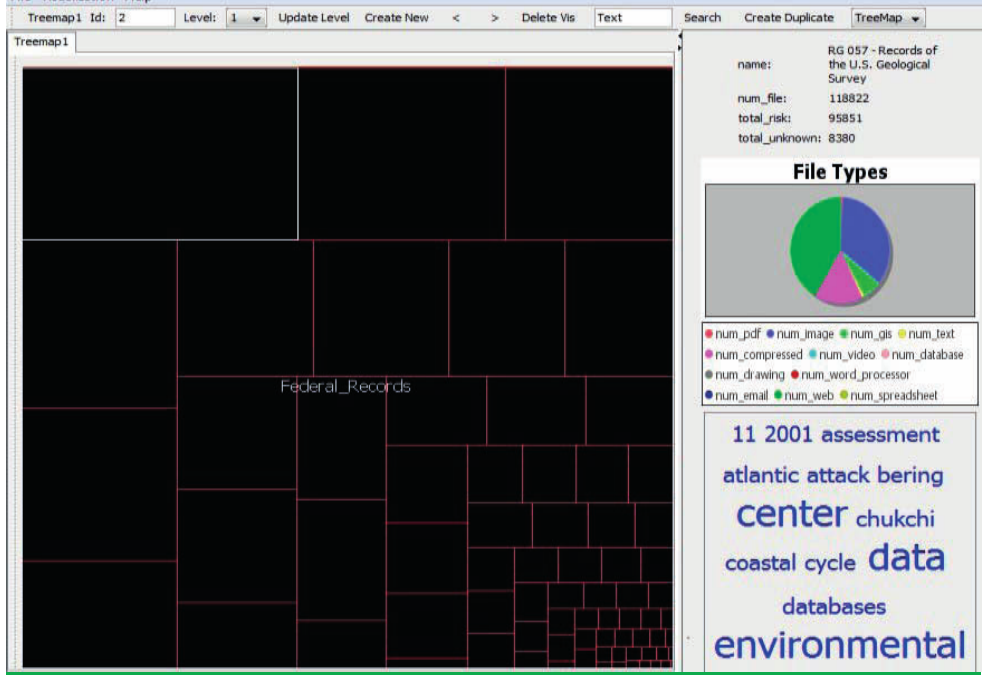 Treemap1 Id: 2 Level: 1 Update Level Create New < > Delete Vis Text Search Create Duplicate TreeMap
Treemap1
Federal_Records
name: RG 057 - Records of
the U.S. Geological
Survey
num_file: 118822
total_risk: 95851
total_unknown: 8380
File Types
num_pdf num_image num_gis num_text
num_compressed num_video num_database
num_drawing num_word_processor
num_email num_web num_spreadsheet
11 2001 assessment
atlantic attack bering
center chukchi
coastal cycle data
databases
environmental